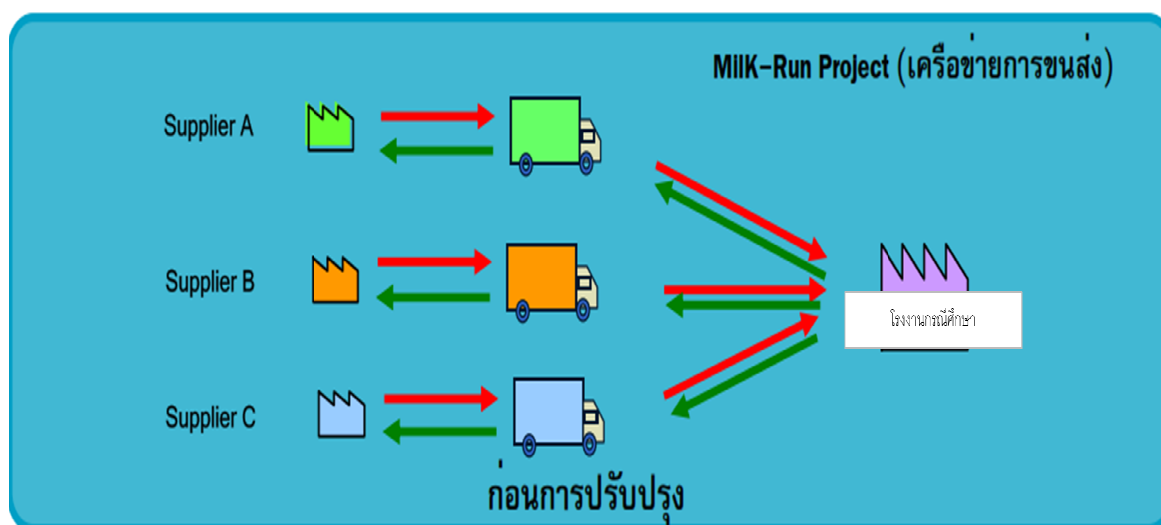 MilK-Run Project (เครือข่ายการขนส่ง)
Supplier A
Supplier B
โรงงานกรณีศึกษา
Supplier C
ก่อนการปรับปรุง